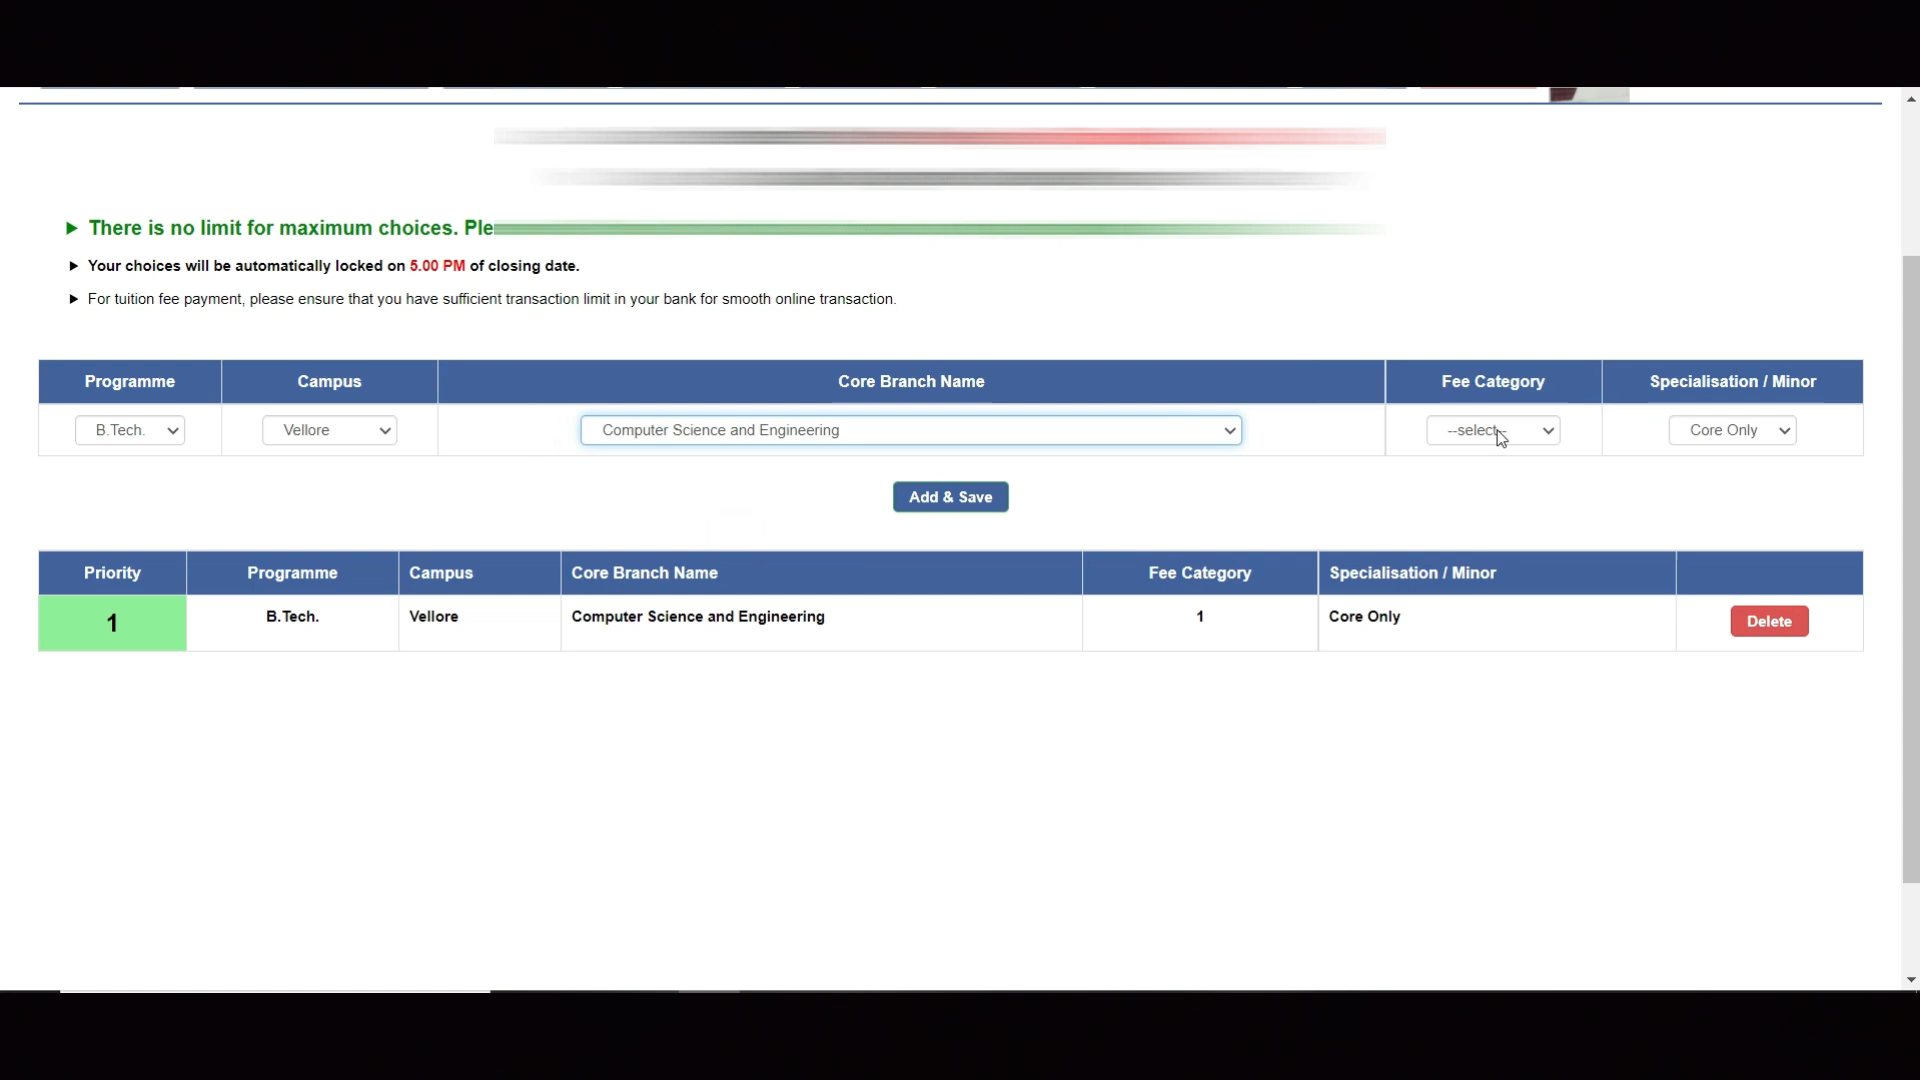 ► There is no limit for maximum choices. Ple
► Your choices will be automatically locked on 5.00 PM of closing date.
► For tuition fee payment, please ensure that you have sufficient transaction limit in your bank for smooth online transaction.
Programme Campus Core Branch Name Fee Category Specialisation / Minor
B.Tech. Vellore Computer Science and Engineering --select-- Core Only
Add & Save
Priority Programme Campus Core Branch Name Fee Category Specialisation / Minor
1 B.Tech. Vellore Computer Science and Engineering 1 Core Only Delete